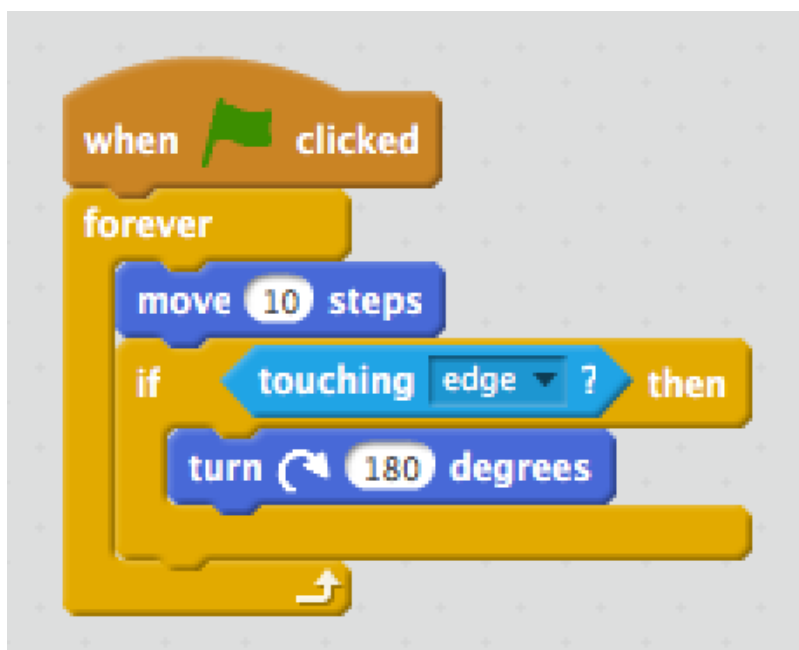 when clicked
forever
move 10 steps
if touching edge ? then
turn 180 degrees